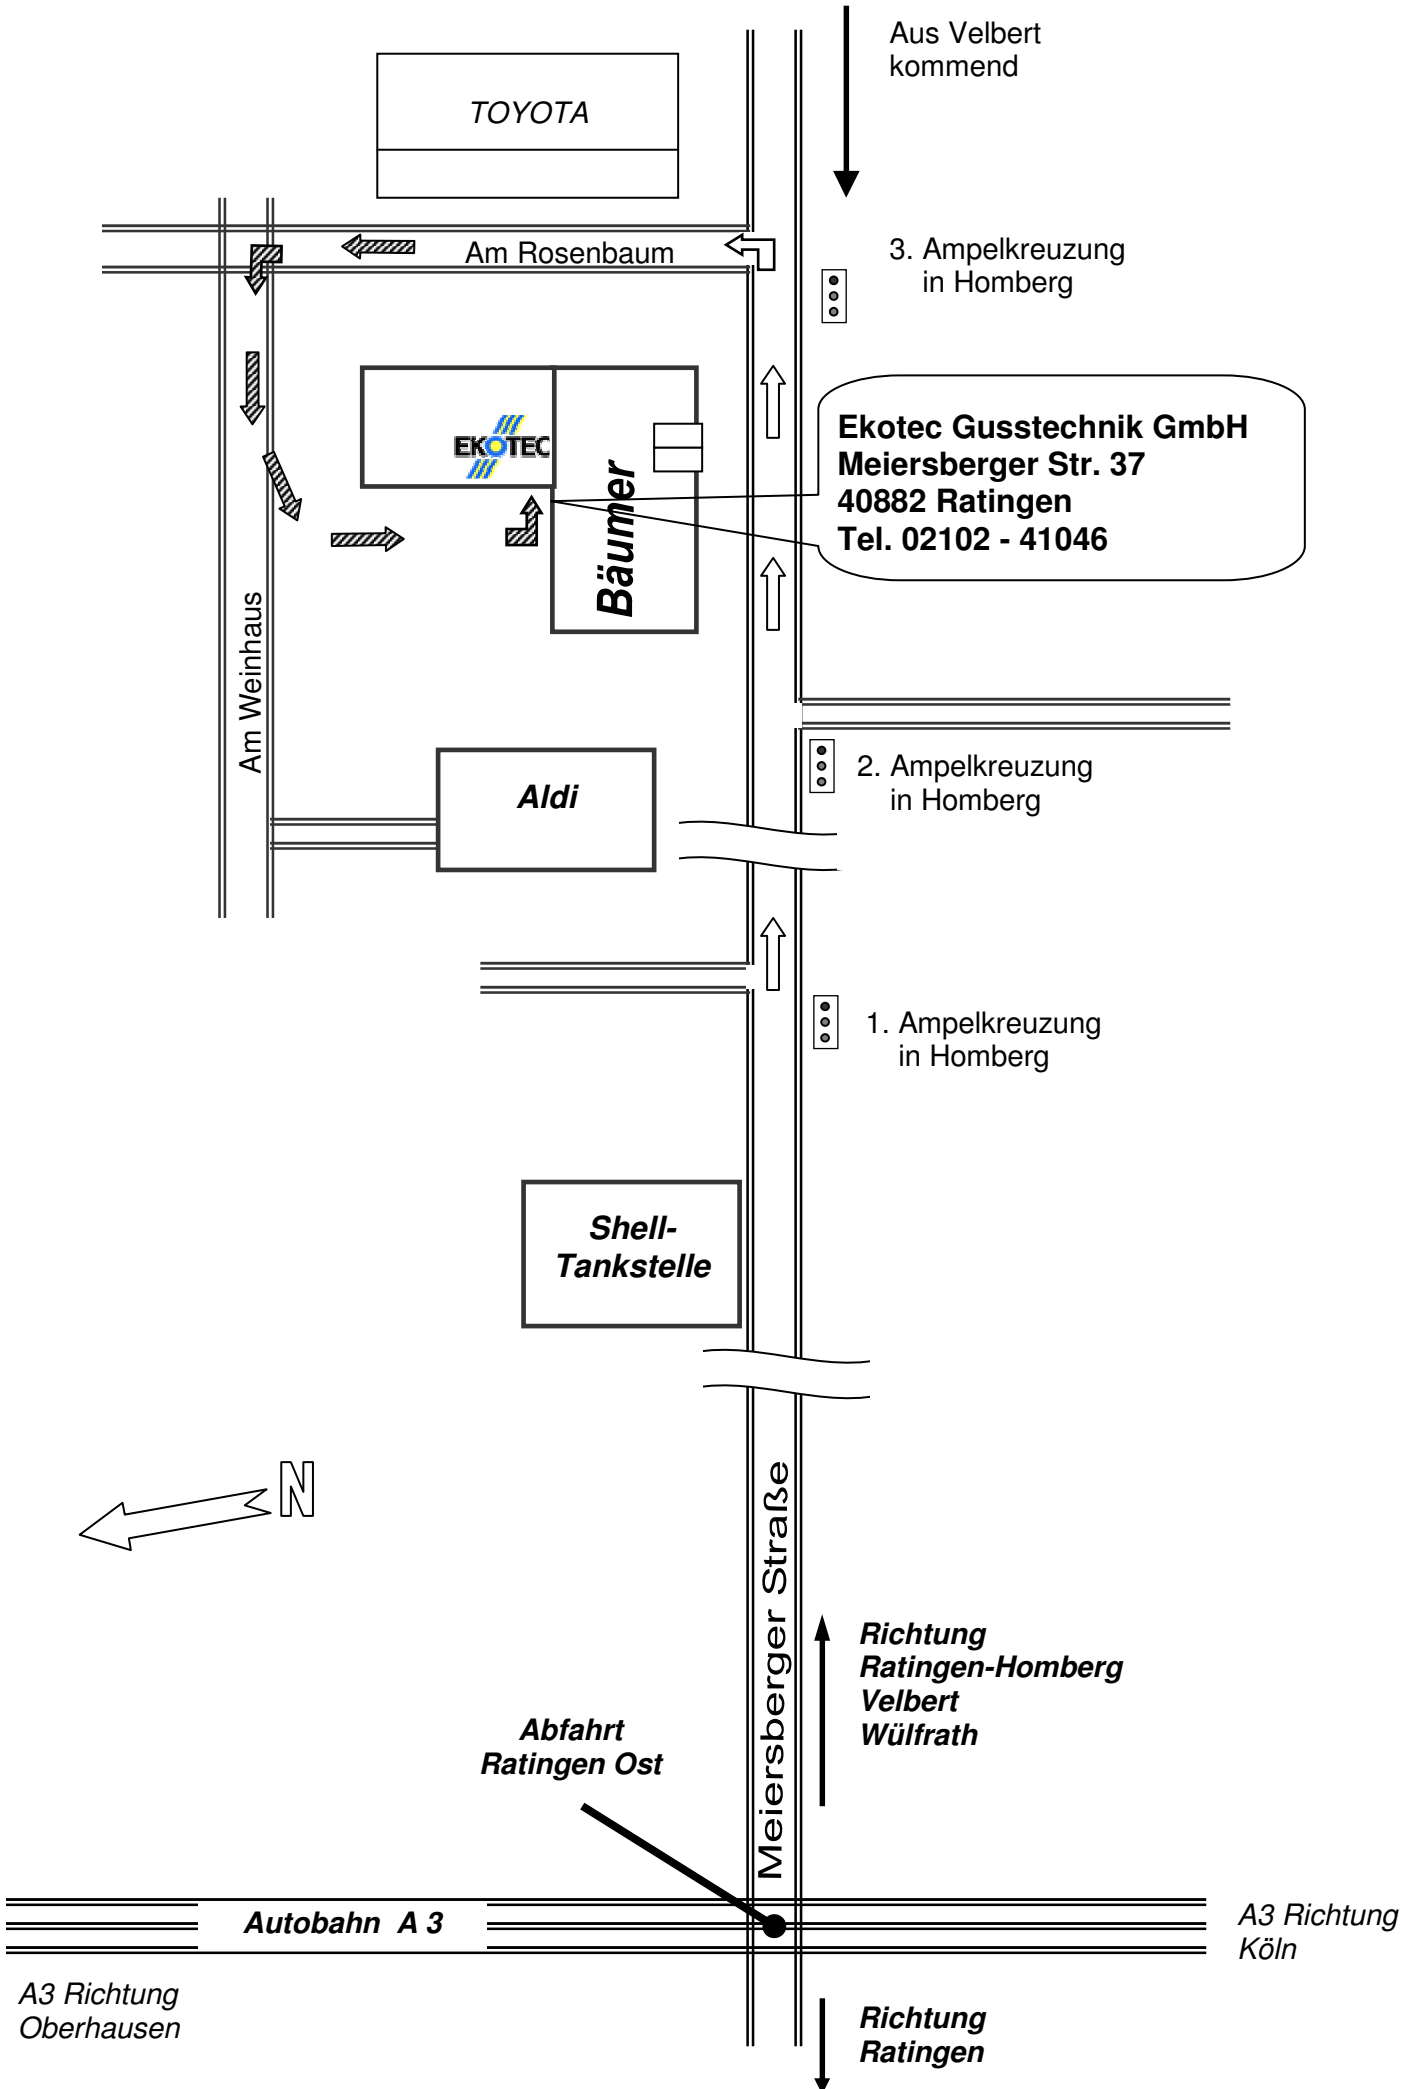 Aus Velbert
kommend
TOYOTA
Am Rosenbaum
3. Ampelkreuzung
in Homberg
EKOTEC
Bäumer
Ekotec Gusstechnik GmbH
Meiersberger Str. 37
40882 Ratingen
Tel. 02102 - 41046
Am Weinhaus
Aldi
2. Ampelkreuzung
in Homberg
1. Ampelkreuzung
in Homberg
Shell-
Tankstelle
N
Meiersberger Straße
Richtung
Ratingen-Homberg
Velbert
Wülfrath
Abfahrt
Ratingen Ost
Autobahn A 3
A3 Richtung
Köln
A3 Richtung
Oberhausen
Richtung
Ratingen